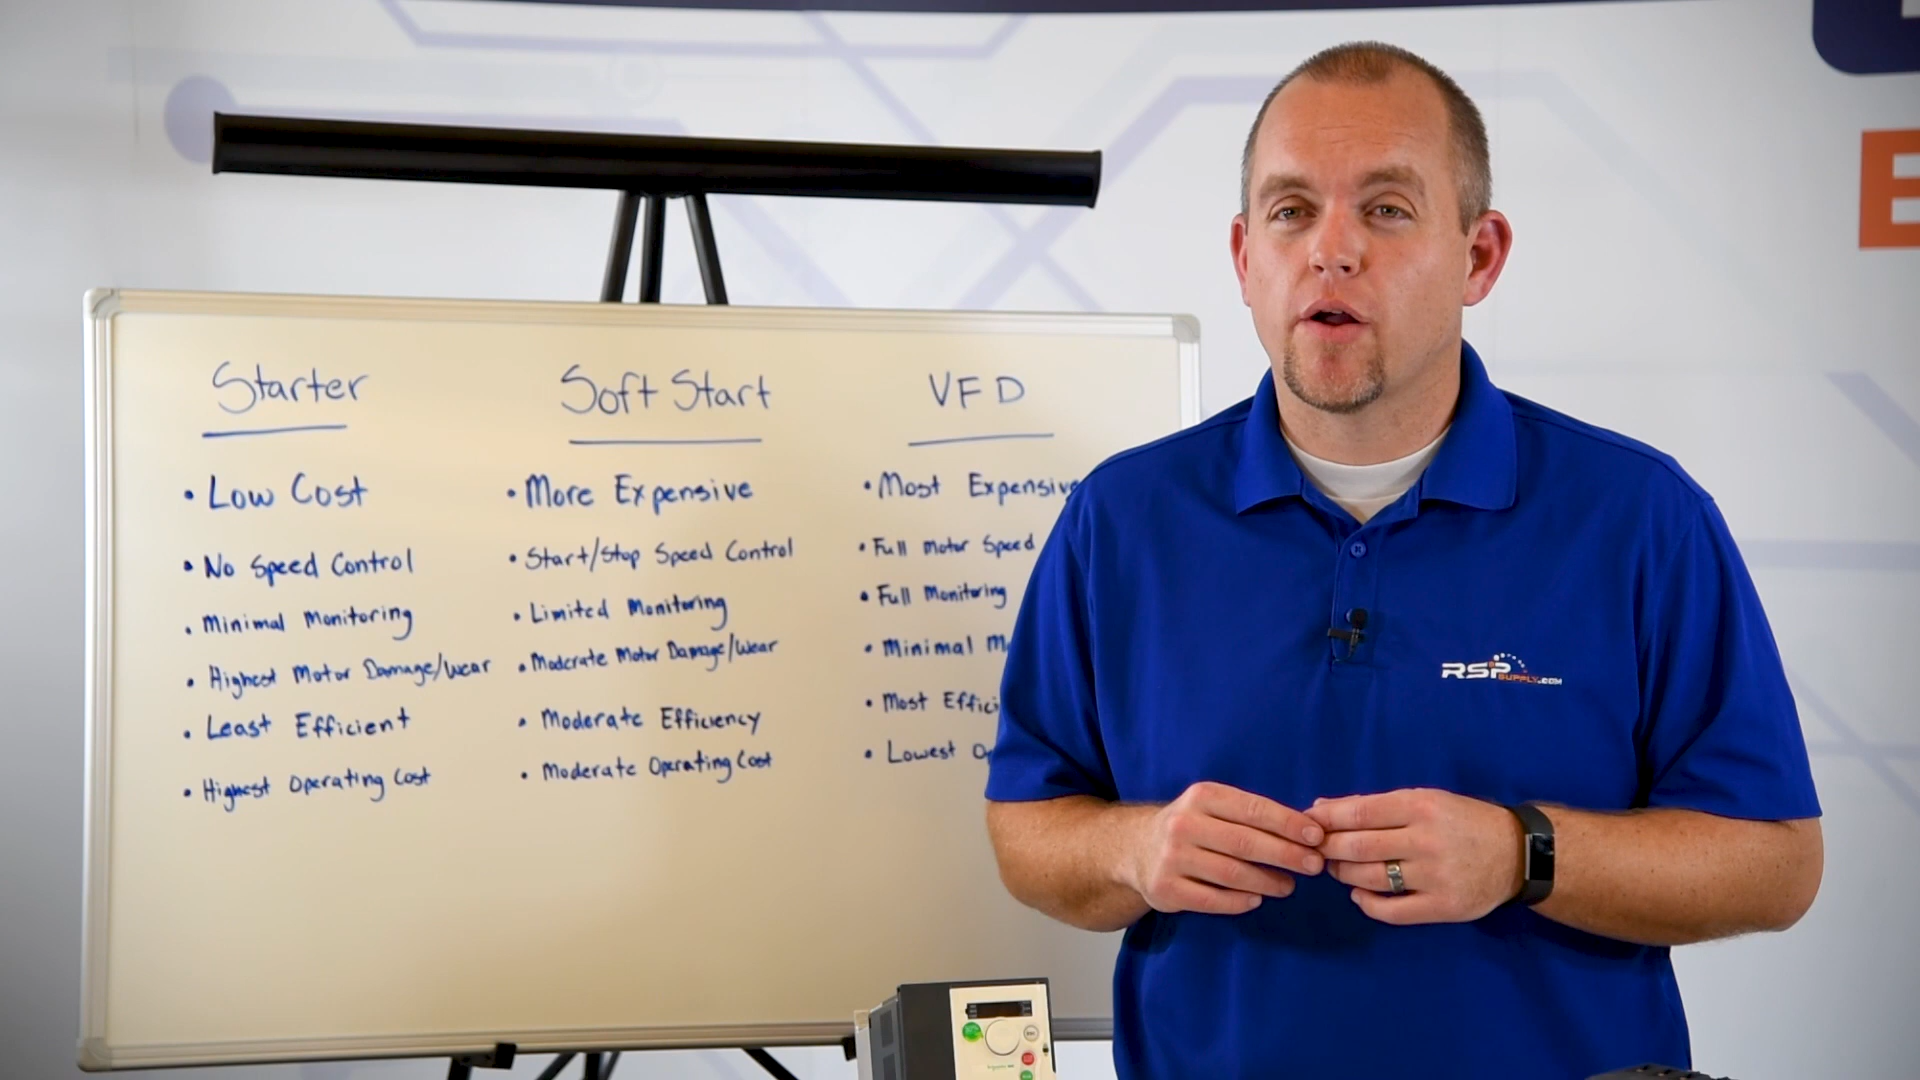 Starter
• Low Cost
• No Speed Control
• Minimal Monitoring
• Highest Motor Damage/Wear
• Least Efficient
• Highest Operating Cost
Soft Start
• More Expensive
• Start/Stop Speed Control
• Limited Monitoring
• Moderate Motor Damage/Wear
• Moderate Efficiency
• Moderate Operating Cost
VFD
• Most Expensive
• Full Motor Speed
• Full Monitoring
• Minimal M
• Most Effici
• Lowest Op
RSP
SUPPLY.COM
E